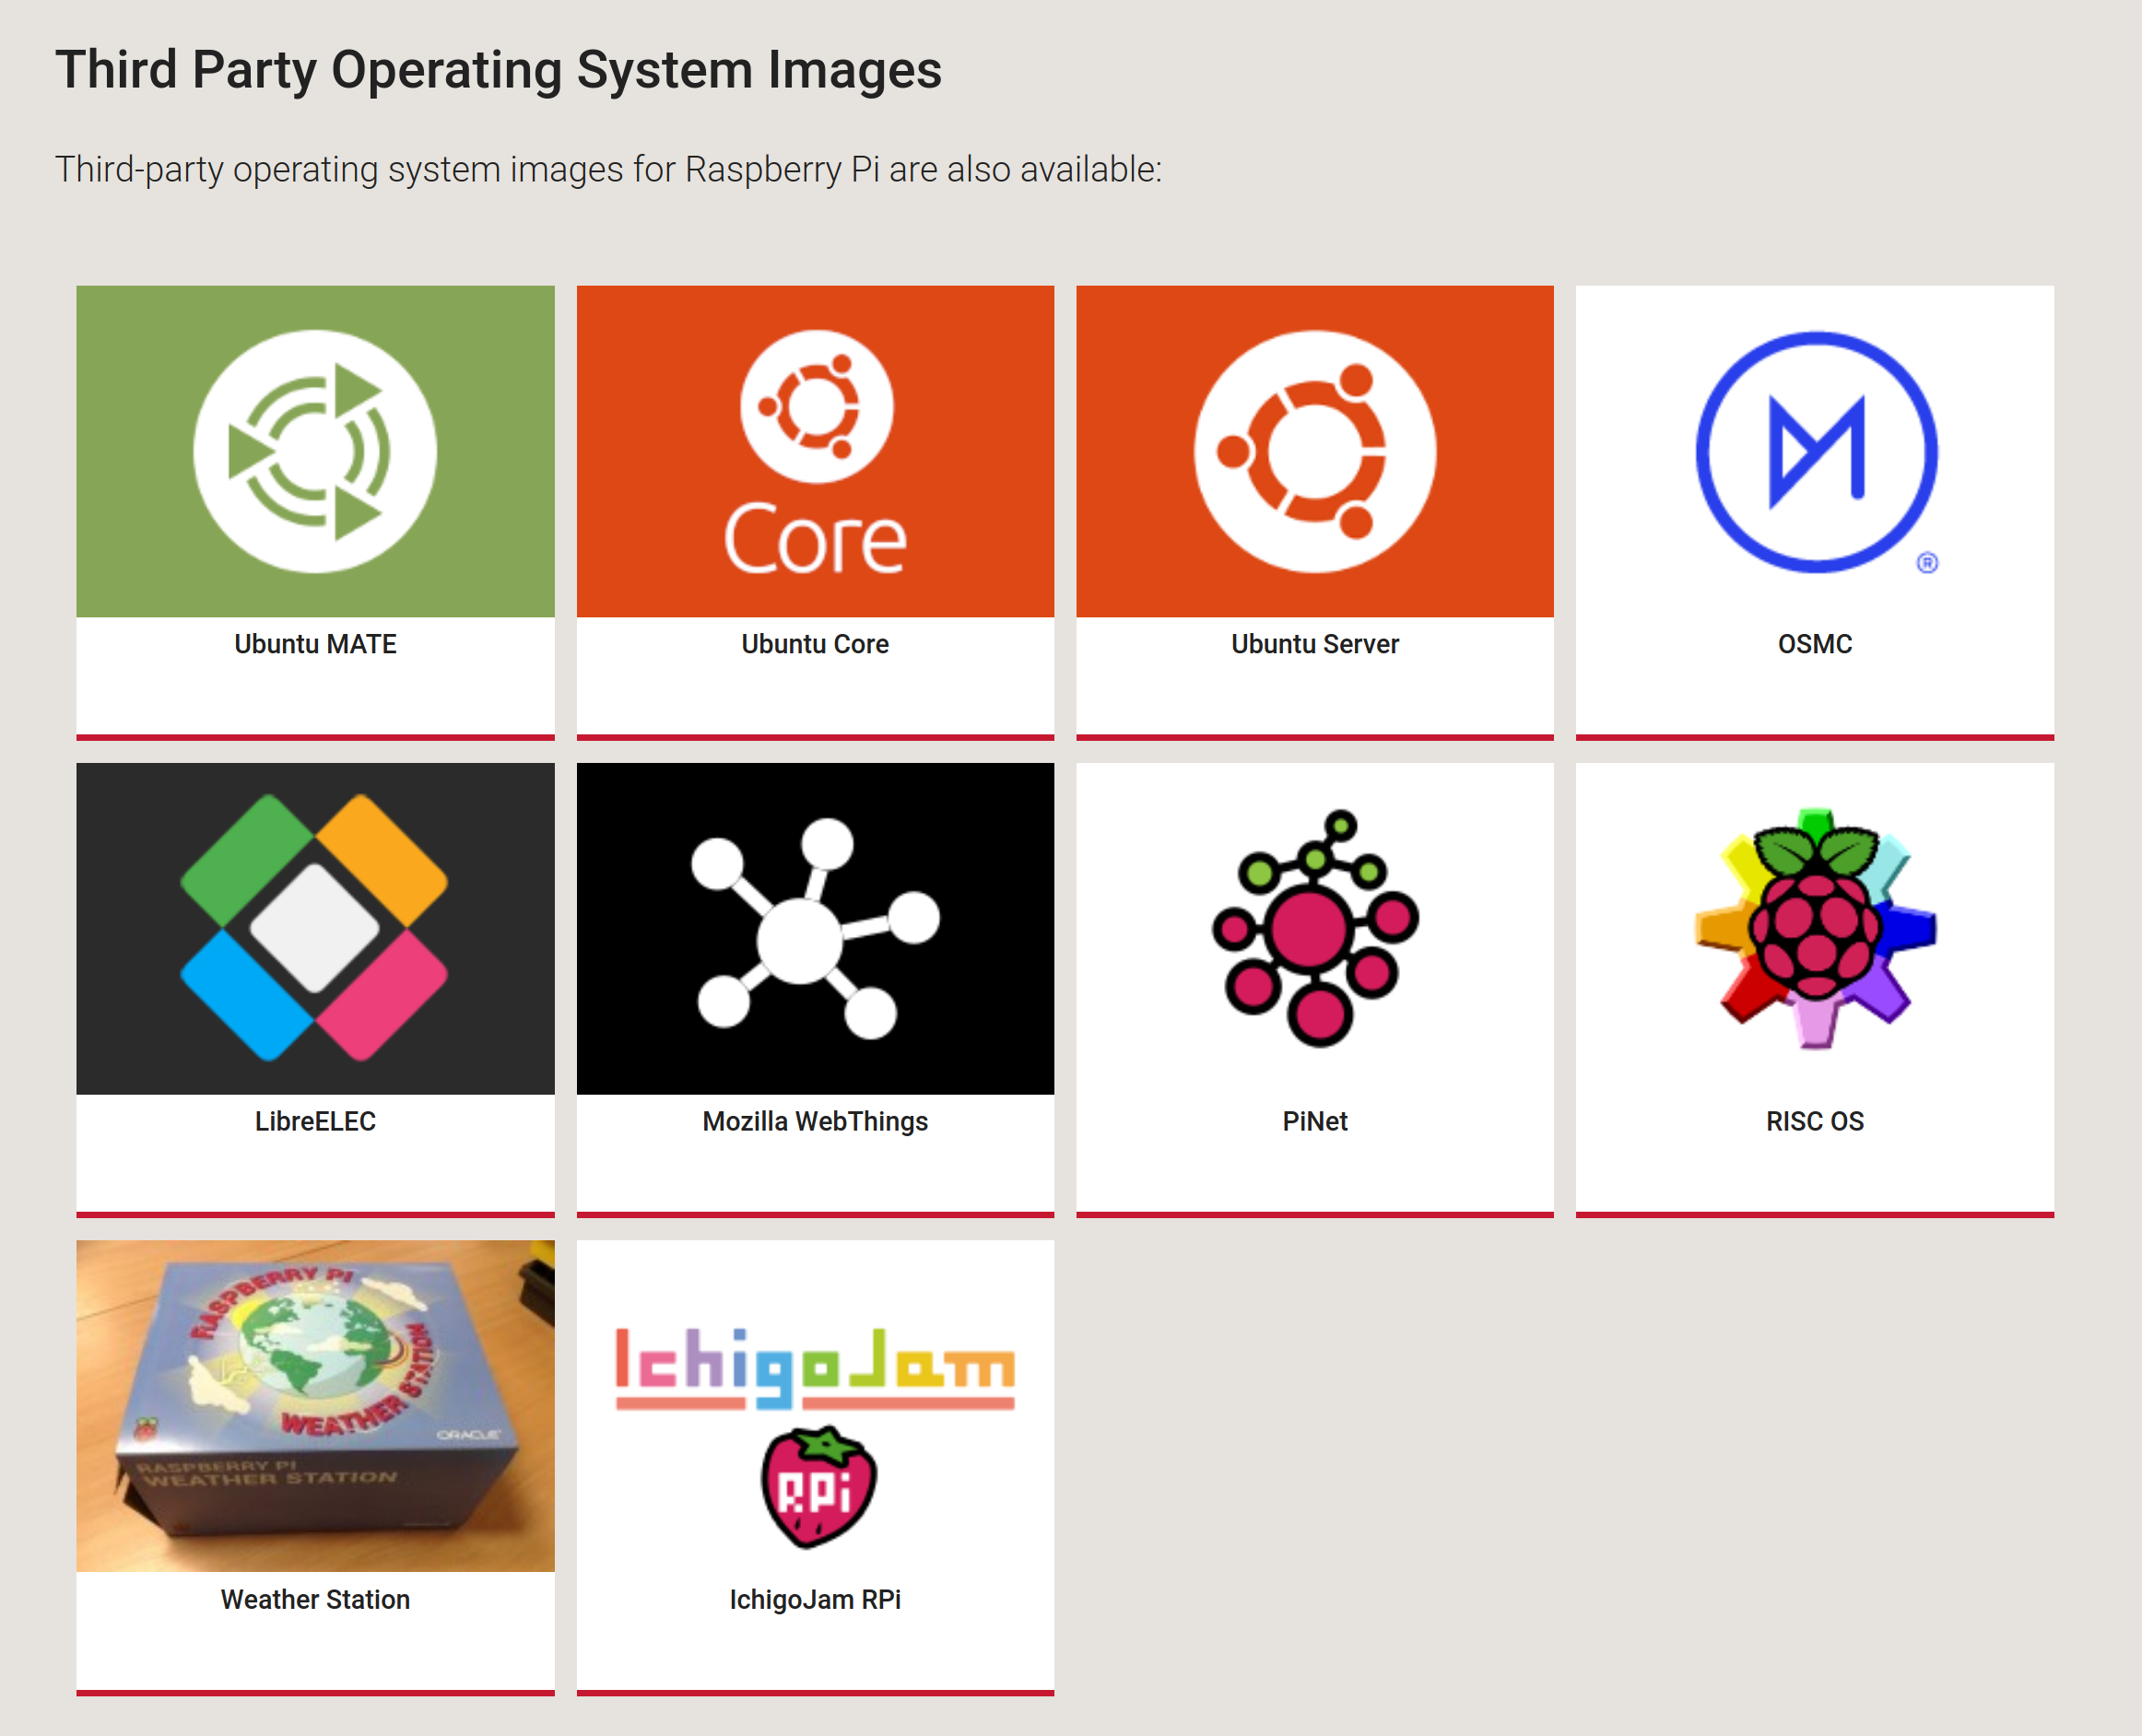 Third Party Operating System Images
Third-party operating system images for Raspberry Pi are also available:
Core
Ubuntu MATE
Ubuntu Core
Ubuntu Server
®
OSMC
LibreELEC
Mozilla WebThings
PiNet
RISC OS
RASPBERRY PI
WEATHER STATION
ORACLE
RASPBERRY PI
WEATHER STATION
Weather Station
IchigoJam
RPi
IchigoJam RPi